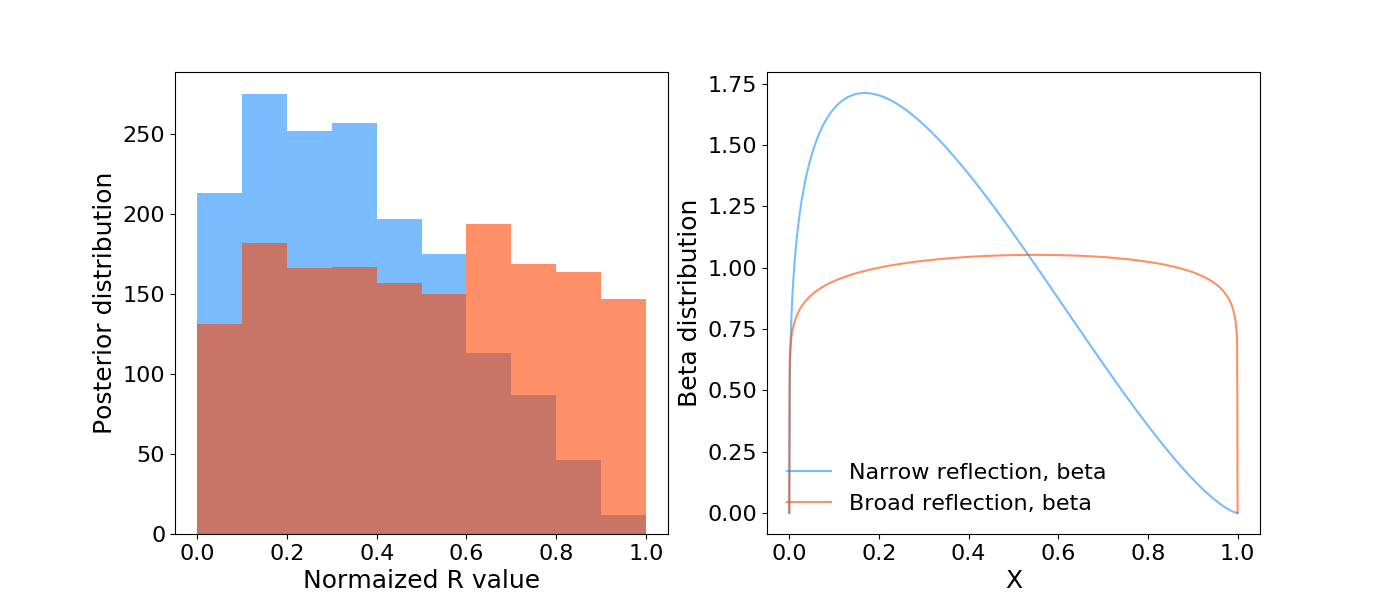 Posterior distribution
250
200
150
100
50
0
0.0 0.2 0.4 0.6 0.8 1.0
Normaized R value
Beta distribution
1.75
1.50
1.25
1.00
0.75
0.50
0.25
0.00
Narrow reflection, beta
Broad reflection, beta
0.0 0.2 0.4 0.6 0.8 1.0
X